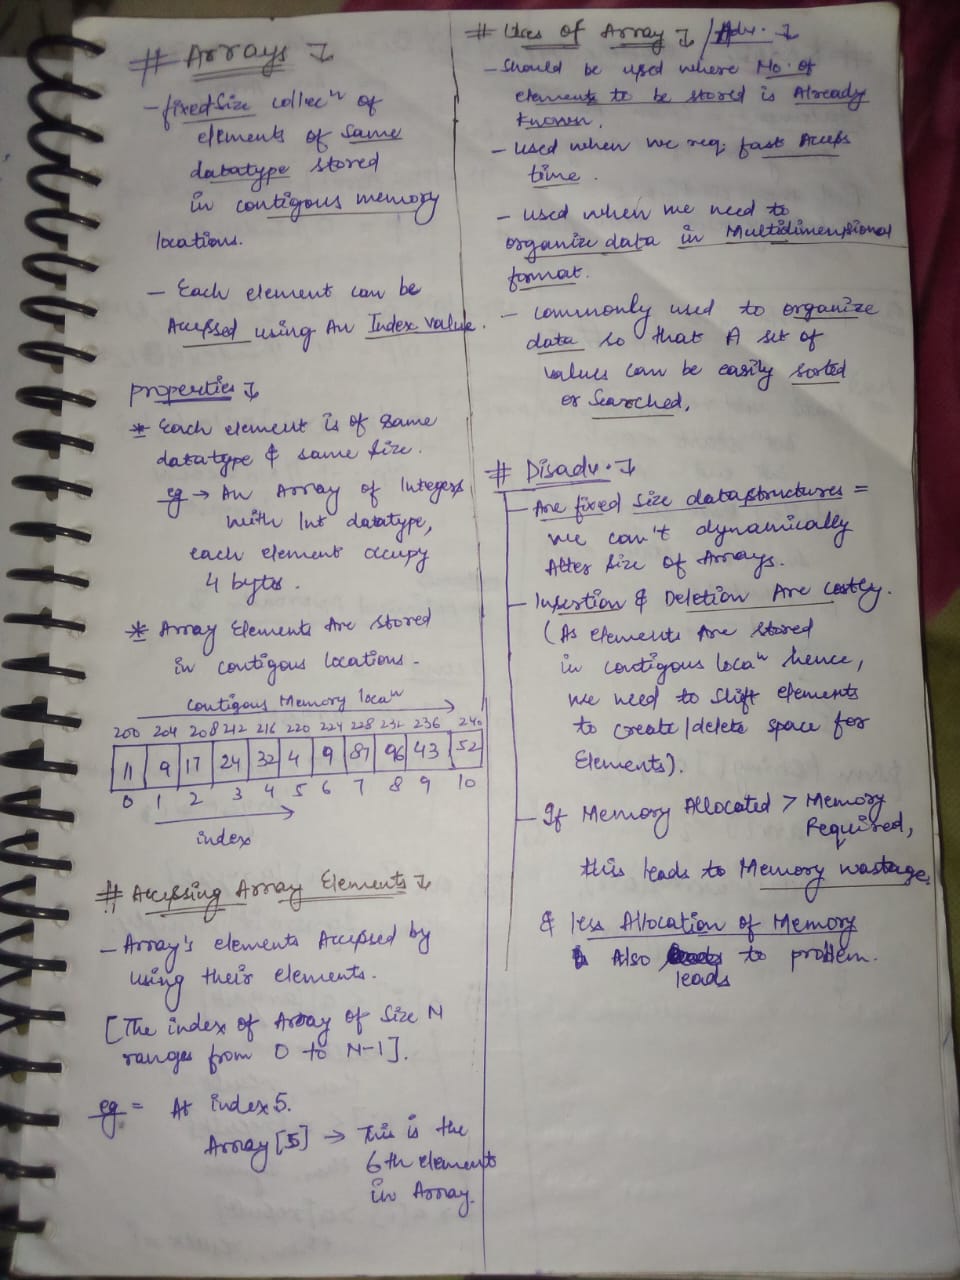 # Arrays
- fixed size collecⁿ of
elements of same
datatype stored
in contigous memory
locations.
- Each element can be
Accessed using An Index value.
properties
* Each element is of same
datatype & same size.
eg → An Array of Integers
with Int datatype,
each element occupy
4 bytes.
* Array Elements Are stored
in contigous locations.
contigous Memory locaⁿ
200 204 208 212 216 220 224 228 232 236 240
11 9 17 24 32 4 9 87 96 43 52
0 1 2 3 4 5 6 7 8 9 10
index
# Accessing Array Elements
- Array's elements Accessed by
using their elements.
[The index of Array of Size N
ranges from 0 to N-1].
eg = At index 5.
Array[5] → This is the
6th element
in Array.
# Uses of Array / Adv.
- Should be used where No. of
elements to be stored is Already
known.
- used when we req. fast Access
time.
- used when we need to
organize data in Multidimensional
format.
- commonly used to organize
data so that A set of
values can be easily sorted
or Searched.
# Disadv.
- Are fixed size datastructures =
we can't dynamically
Alter size of Arrays.
- Insertion & Deletion Are costly.
(As elements Are stored
in contigous locaⁿ hence,
we need to shift elements
to create/delete space for
Elements).
- If Memory Allocated > Memory
Required,
this leads to Memory wastage
& less Allocation of Memory
Also leads to problem.